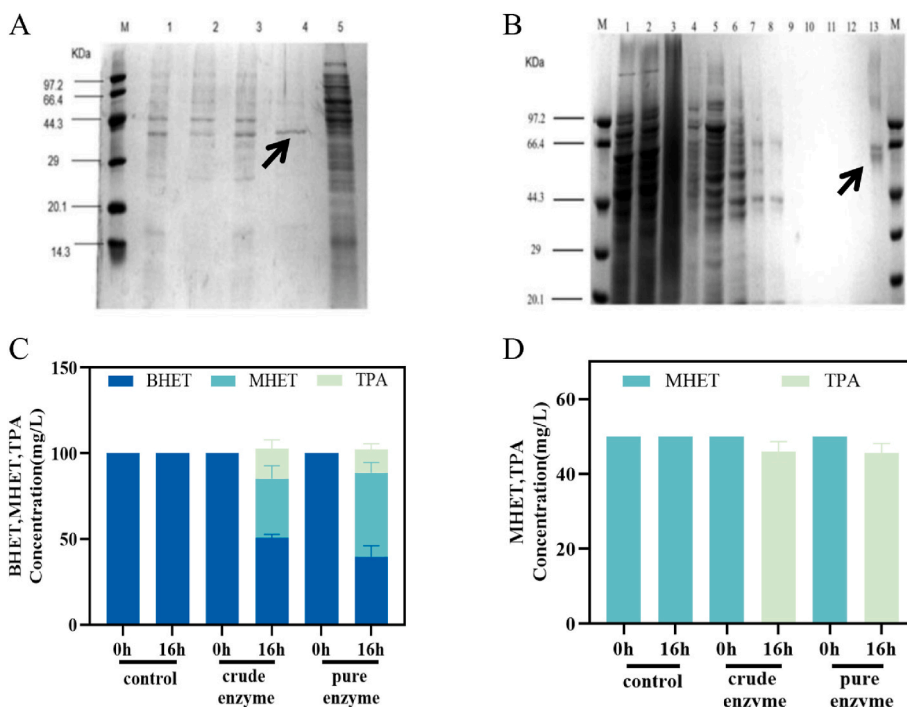 A
M 1 2 3 4 5
KDa
97.2
66.4
44.3
29
20.1
14.3
B
M 1 2 3 4 5 6 7 8 9 10 11 12 13 M
KDa
97.2
66.4
44.3
29
20.1
C
BHET MHET TPA
BHET,MHET,TPA
Concentration(mg/L)
150
100
50
0
0h 16h 0h 16h 0h 16h
control crude pure
enzyme enzyme
D
MHET TPA
MHET,TPA
Concentration(mg/L)
60
40
20
0
0h 16h 0h 16h 0h 16h
control crude pure
enzyme enzyme